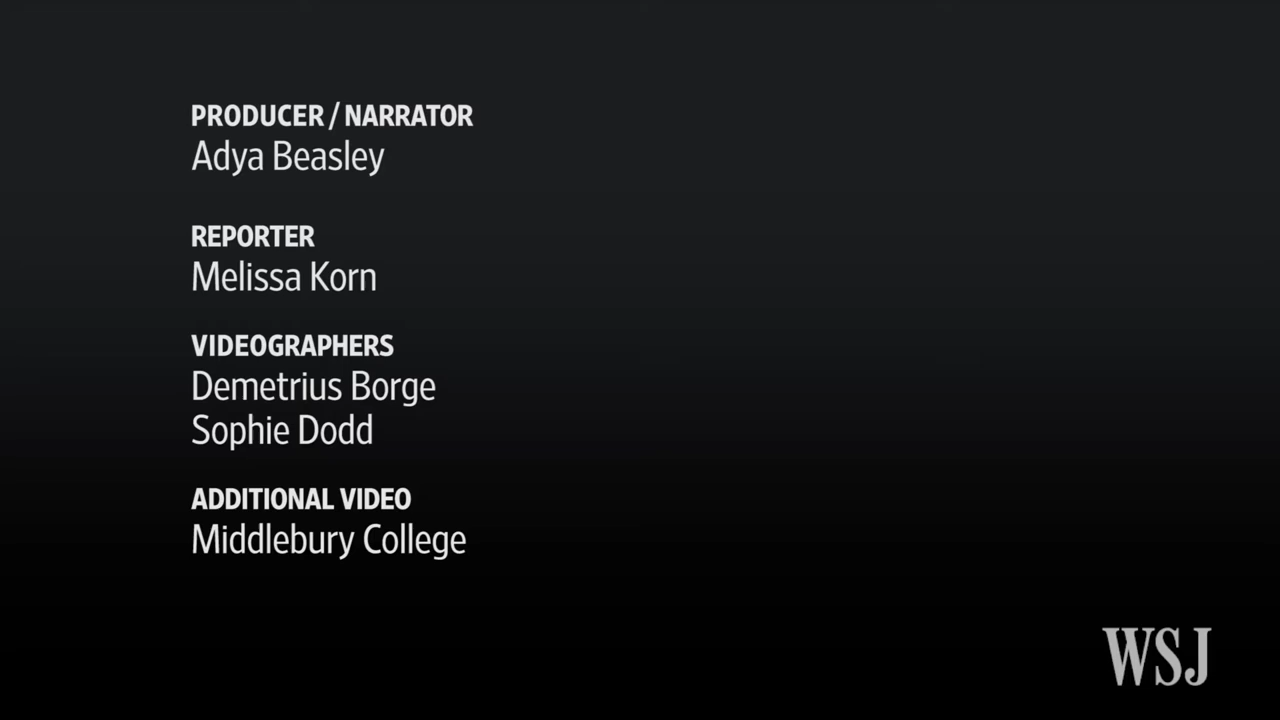 PRODUCER / NARRATOR
Adya Beasley
REPORTER
Melissa Korn
VIDEOGRAPHERS
Demetrius Borge
Sophie Dodd
ADDITIONAL VIDEO
Middlebury College
WSJ